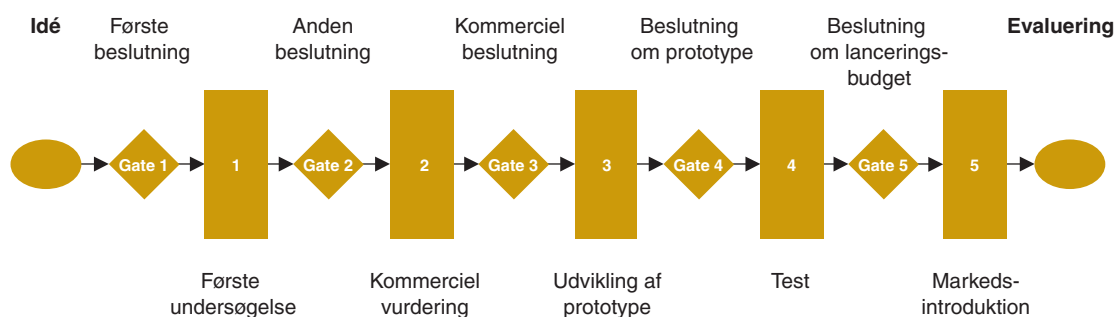 Idé
Første
beslutning
Anden
beslutning
Kommerciel
beslutning
Beslutning
om prototype
Beslutning
om lancerings-
budget
Evaluering
Gate 1
1
Gate 2
2
Gate 3
3
Gate 4
4
Gate 5
5
Første
undersøgelse
Kommerciel
vurdering
Udvikling af
prototype
Test
Markeds-
introduktion